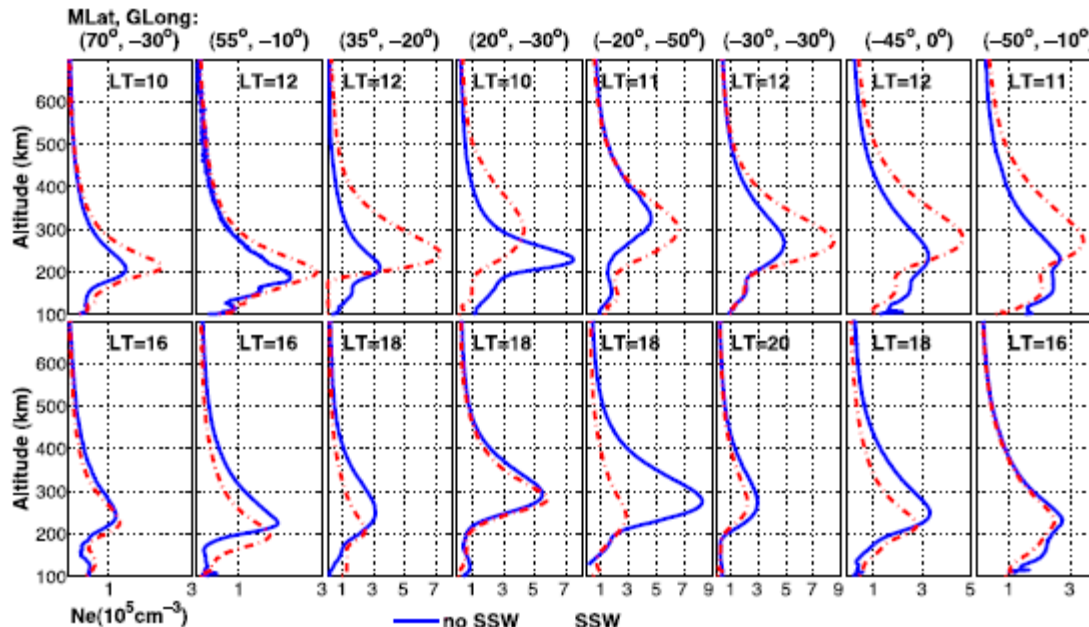 MLat, GLong:
(70°, −30°) (55°, −10°) (35°, −20°) (20°, −30°) (−20°, −50°) (−30°, −30°) (−45°, 0°) (−50°, −10°)
LT=10 LT=12 LT=12 LT=10 LT=11 LT=12 LT=12 LT=11
600
500
400
300
200
100
Altitude (km)
LT=16 LT=16 LT=18 LT=18 LT=18 LT=20 LT=18 LT=16
600
500
400
300
200
100
Altitude (km)
1 3 1 3 1 3 5 7 1 3 5 7 1 3 5 7 9 1 3 5 7 9 1 3 5 1 3
Ne(10⁵cm⁻³)
no SSW SSW